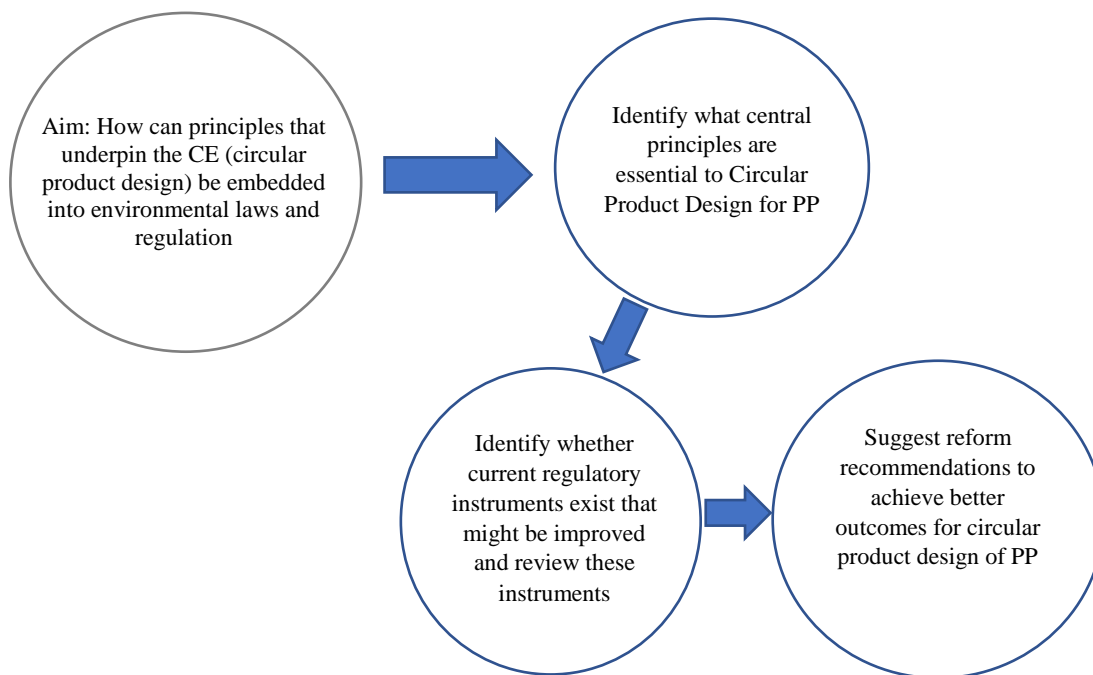 Aim: How can principles that
underpin the CE (circular
product design) be embedded
into environmental laws and
regulation
Identify what central
principles are
essential to Circular
Product Design for PP
Identify whether
current regulatory
instruments exist that
might be improved
and review these
instruments
Suggest reform
recommendations to
achieve better
outcomes for circular
product design of PP